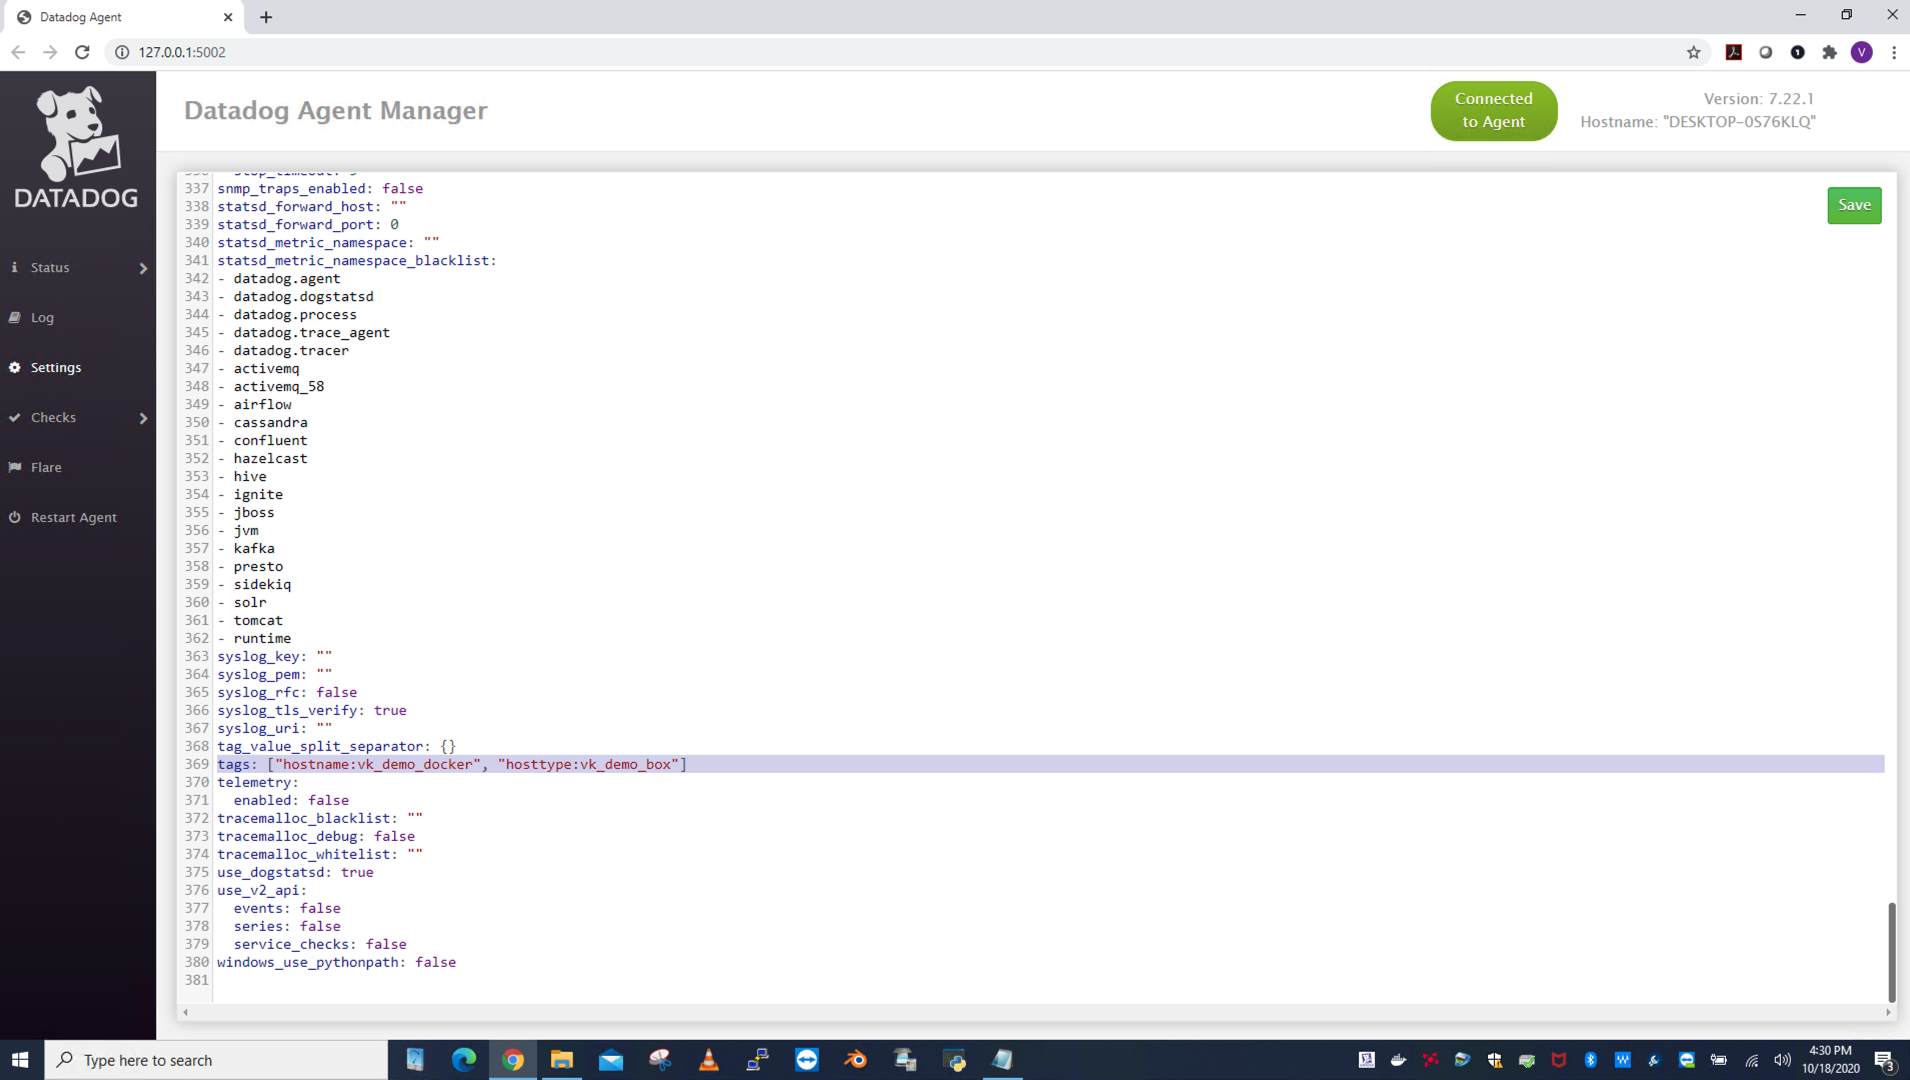 Datadog Agent
127.0.0.1:5002
V
DATADOG
Datadog Agent Manager
Connected
to Agent
Version: 7.22.1
Hostname: "DESKTOP-0S76KLQ"
Status
Log
Settings
Checks
Flare
Restart Agent
Save
337 snmp_traps_enabled: false
338 statsd_forward_host: ""
339 statsd_forward_port: 0
340 statsd_metric_namespace: ""
341 statsd_metric_namespace_blacklist:
342 - datadog.agent
343 - datadog.dogstatsd
344 - datadog.process
345 - datadog.trace_agent
346 - datadog.tracer
347 - activemq
348 - activemq_58
349 - airflow
350 - cassandra
351 - confluent
352 - hazelcast
353 - hive
354 - ignite
355 - jboss
356 - jvm
357 - kafka
358 - presto
359 - sidekiq
360 - solr
361 - tomcat
362 - runtime
363 syslog_key: ""
364 syslog_pem: ""
365 syslog_rfc: false
366 syslog_tls_verify: true
367 syslog_uri: ""
368 tag_value_split_separator: {}
369 tags: ["hostname:vk_demo_docker", "hosttype:vk_demo_box"]
370 telemetry:
371 enabled: false
372 tracemalloc_blacklist: ""
373 tracemalloc_debug: false
374 tracemalloc_whitelist: ""
375 use_dogstatsd: true
376 use_v2_api:
377 events: false
378 series: false
379 service_checks: false
380 windows_use_pythonpath: false
381
Type here to search
4:30 PM
10/18/2020
3